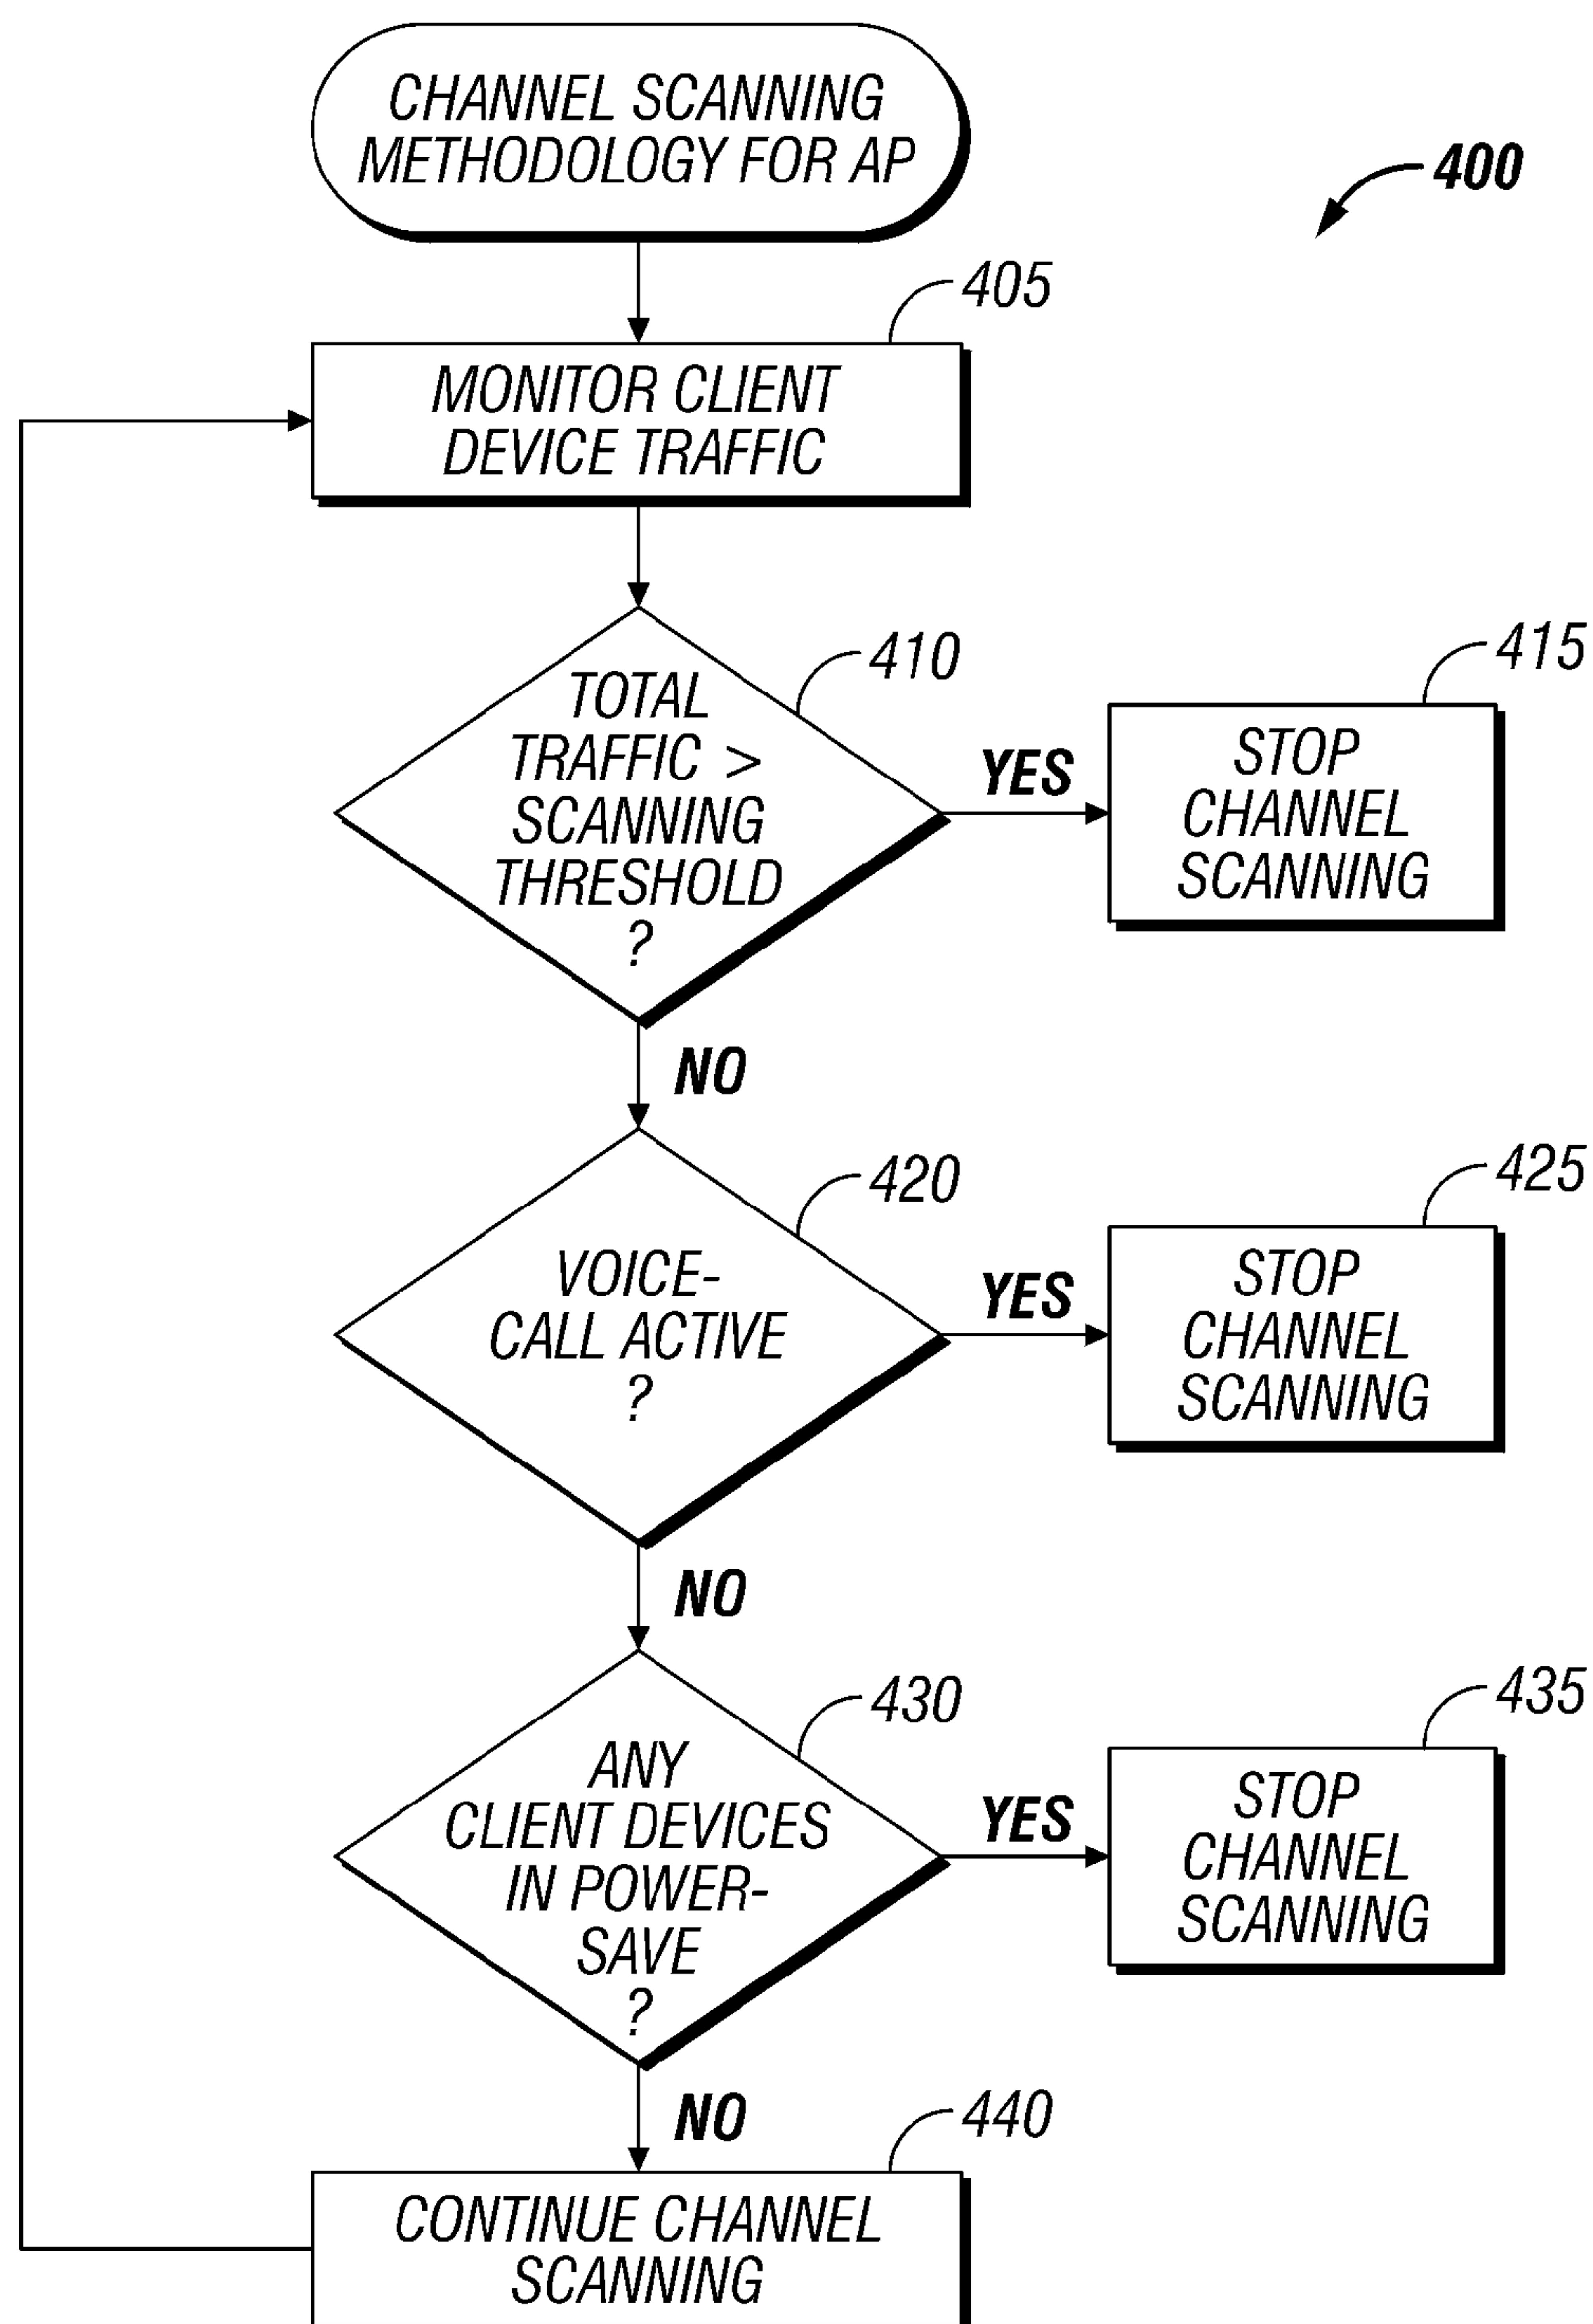 CHANNEL SCANNING
METHODOLOGY FOR AP
400
405
MONITOR CLIENT
DEVICE TRAFFIC
410
TOTAL
TRAFFIC >
SCANNING
THRESHOLD
?
YES
415
STOP
CHANNEL
SCANNING
NO
420
VOICE-
CALL ACTIVE
?
YES
425
STOP
CHANNEL
SCANNING
NO
430
ANY
CLIENT DEVICES
IN POWER-
SAVE
?
YES
435
STOP
CHANNEL
SCANNING
NO
440
CONTINUE CHANNEL
SCANNING